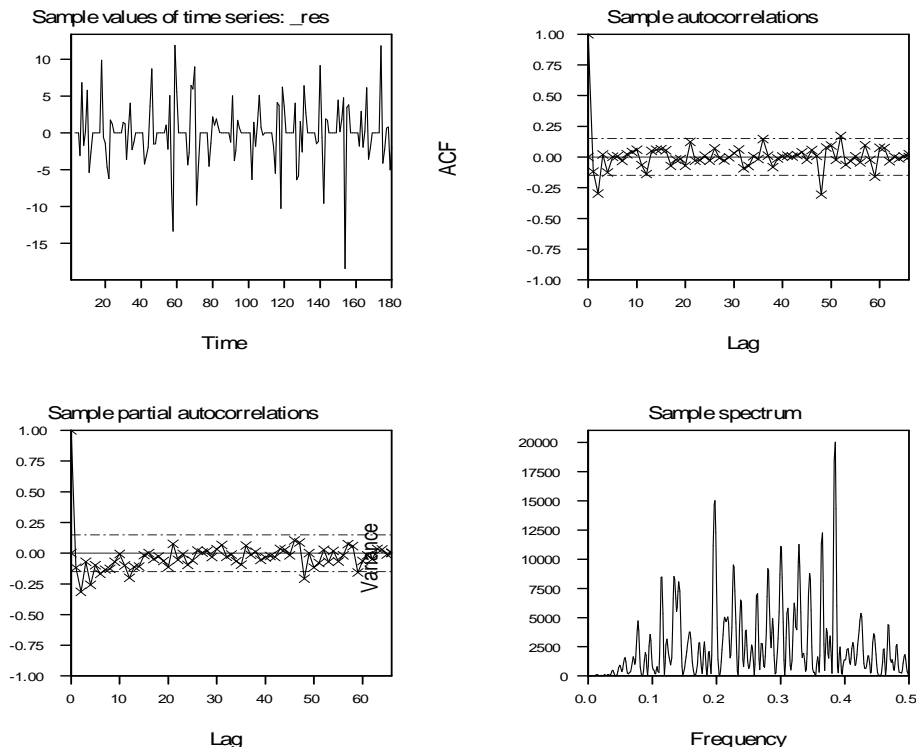 Sample values of time series: _res
10
5
0
-5
-10
-15
20 40 60 80 100 120 140 160 180
Time
Sample autocorrelations
1.00
0.75
0.50
0.25
0.00
-0.25
-0.50
-0.75
-1.00
ACF
0 10 20 30 40 50 60
Lag
Sample partial autocorrelations
1.00
0.75
0.50
0.25
0.00
-0.25
-0.50
-0.75
-1.00
0 10 20 30 40 50 60
Lag
Sample spectrum
20000
17500
15000
12500
10000
7500
5000
2500
0
Variance
0.0 0.1 0.2 0.3 0.4 0.5
Frequency